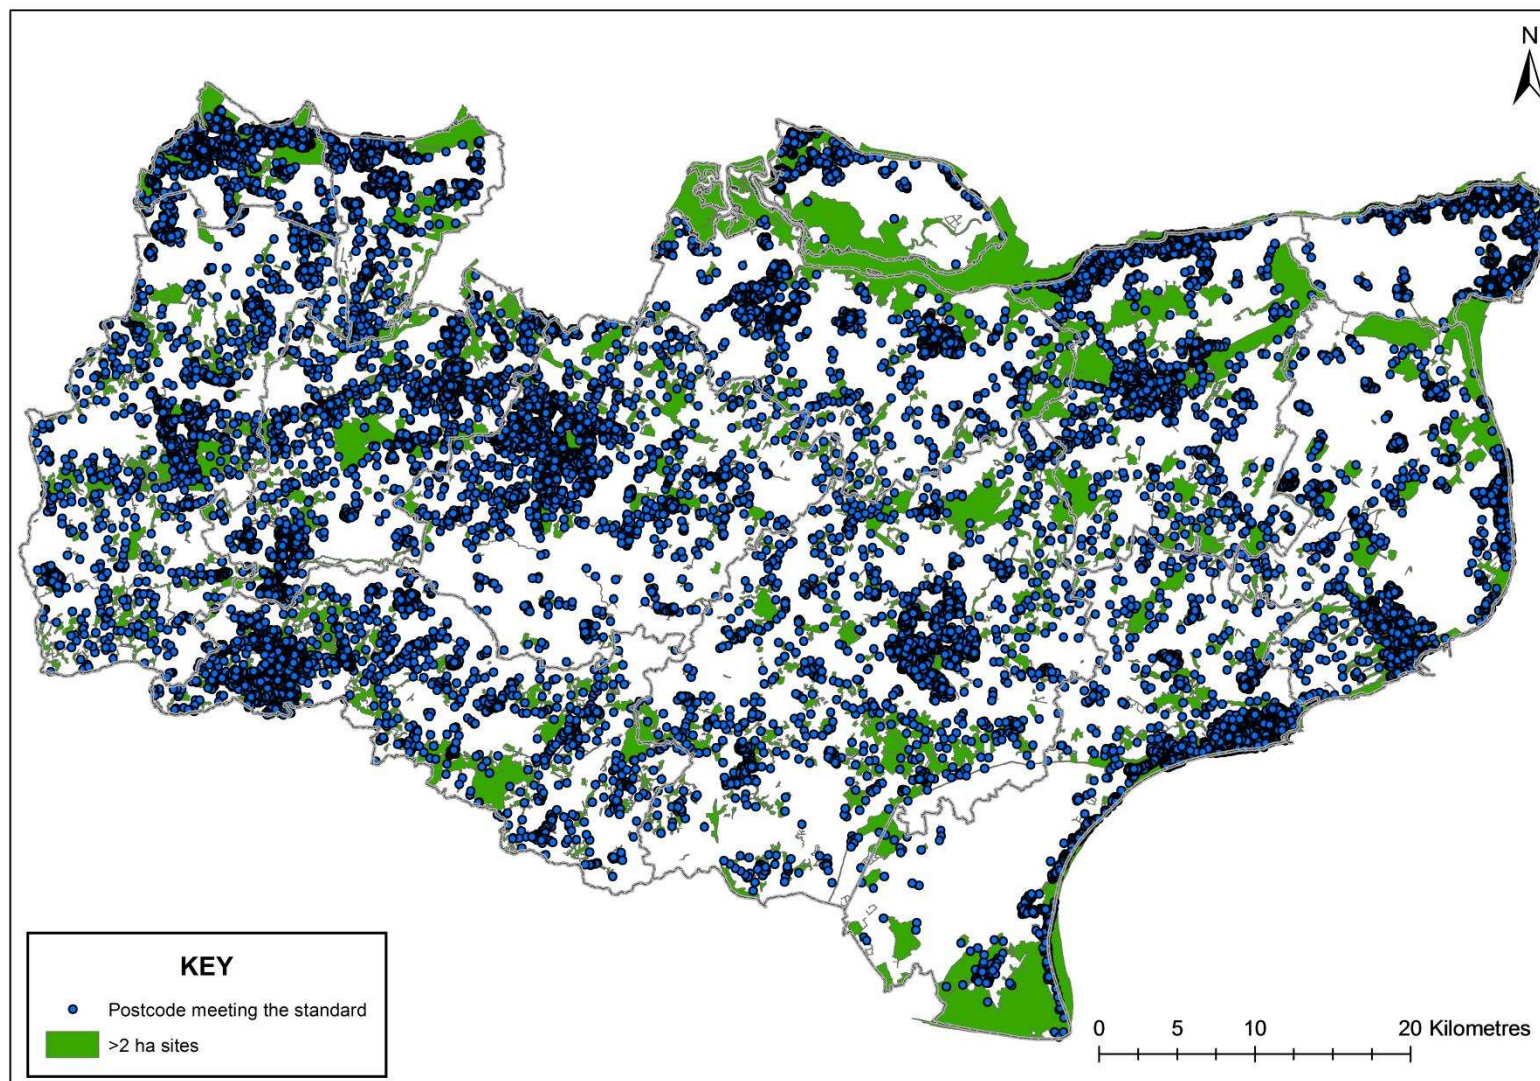 N
KEY
Postcode meeting the standard
>2 ha sites
0 5 10 20 Kilometres